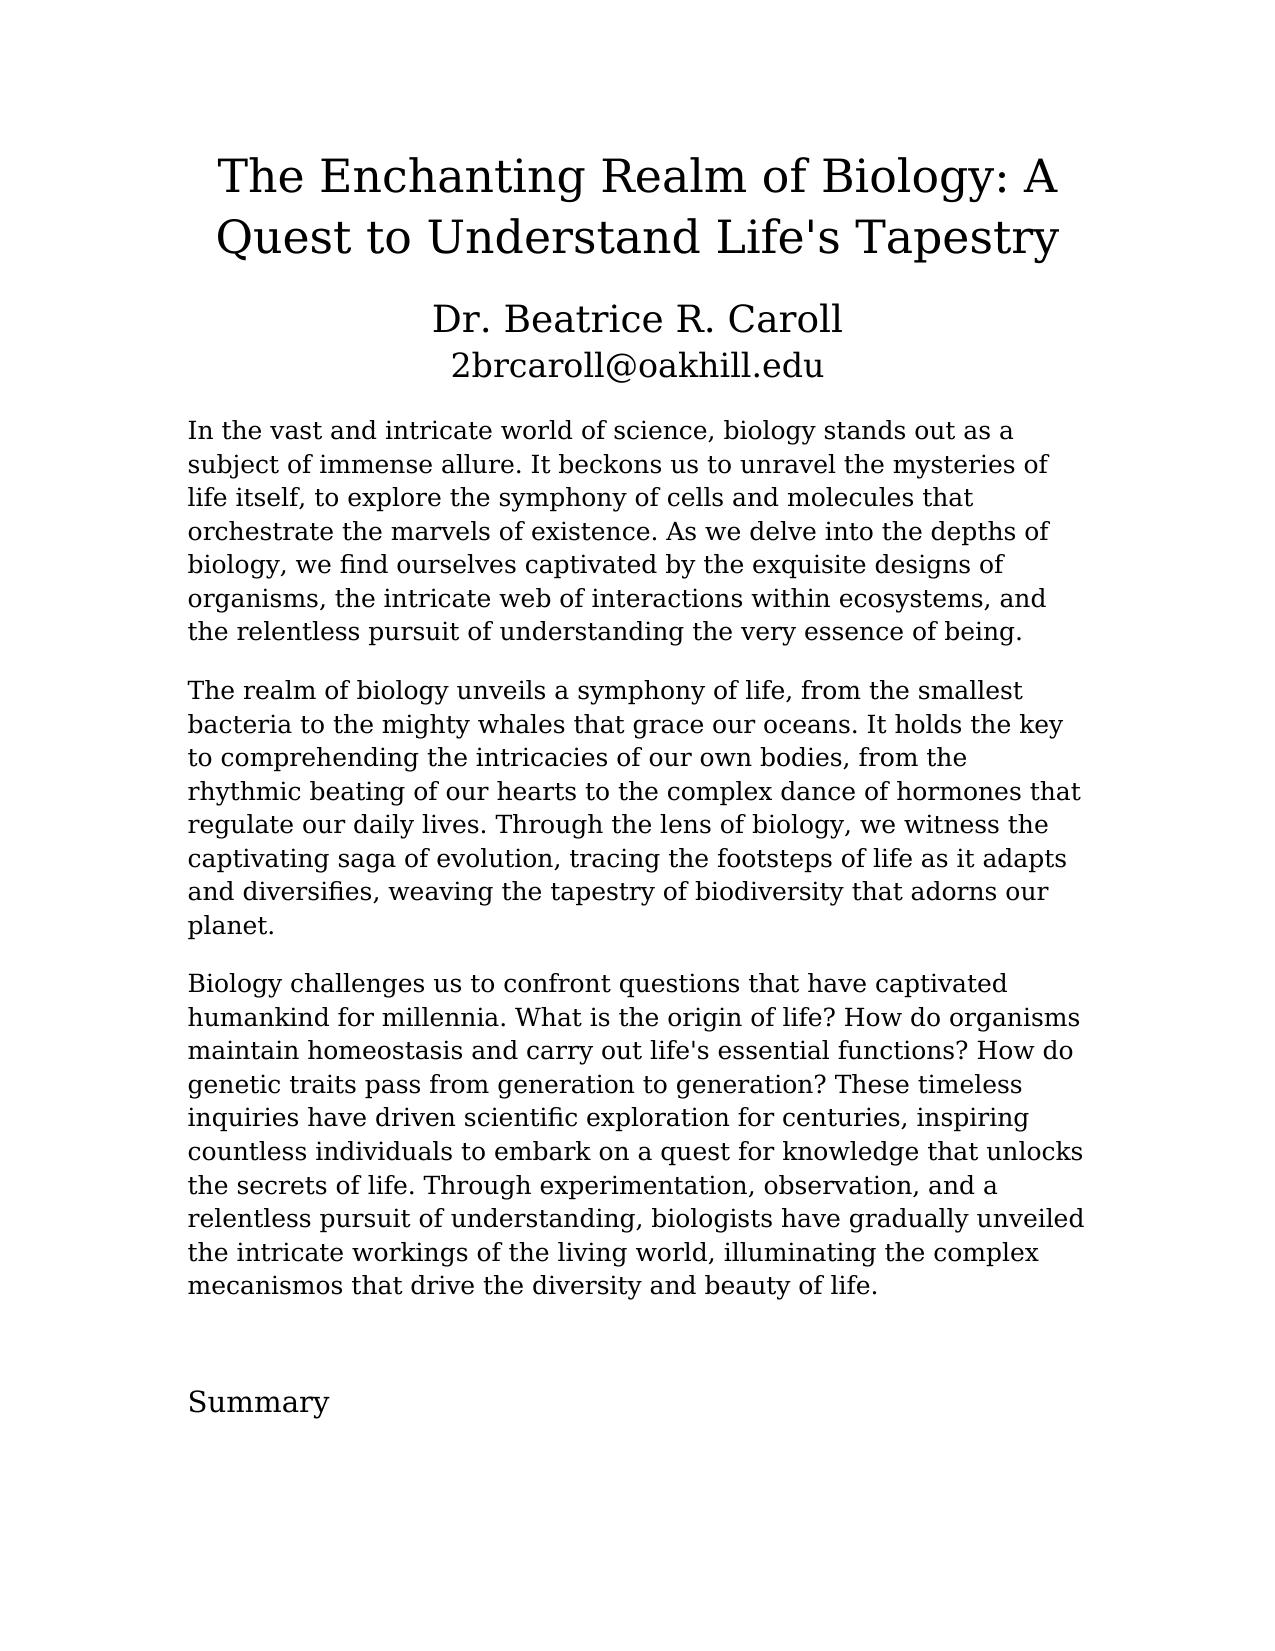 The Enchanting Realm of Biology: A
Quest to Understand Life's Tapestry
Dr. Beatrice R. Caroll
2brcaroll@oakhill.edu
In the vast and intricate world of science, biology stands out as a
subject of immense allure. It beckons us to unravel the mysteries of
life itself, to explore the symphony of cells and molecules that
orchestrate the marvels of existence. As we delve into the depths of
biology, we find ourselves captivated by the exquisite designs of
organisms, the intricate web of interactions within ecosystems, and
the relentless pursuit of understanding the very essence of being.
The realm of biology unveils a symphony of life, from the smallest
bacteria to the mighty whales that grace our oceans. It holds the key
to comprehending the intricacies of our own bodies, from the
rhythmic beating of our hearts to the complex dance of hormones that
regulate our daily lives. Through the lens of biology, we witness the
captivating saga of evolution, tracing the footsteps of life as it adapts
and diversifies, weaving the tapestry of biodiversity that adorns our
planet.
Biology challenges us to confront questions that have captivated
humankind for millennia. What is the origin of life? How do organisms
maintain homeostasis and carry out life's essential functions? How do
genetic traits pass from generation to generation? These timeless
inquiries have driven scientific exploration for centuries, inspiring
countless individuals to embark on a quest for knowledge that unlocks
the secrets of life. Through experimentation, observation, and a
relentless pursuit of understanding, biologists have gradually unveiled
the intricate workings of the living world, illuminating the complex
mecanismos that drive the diversity and beauty of life.
Summary